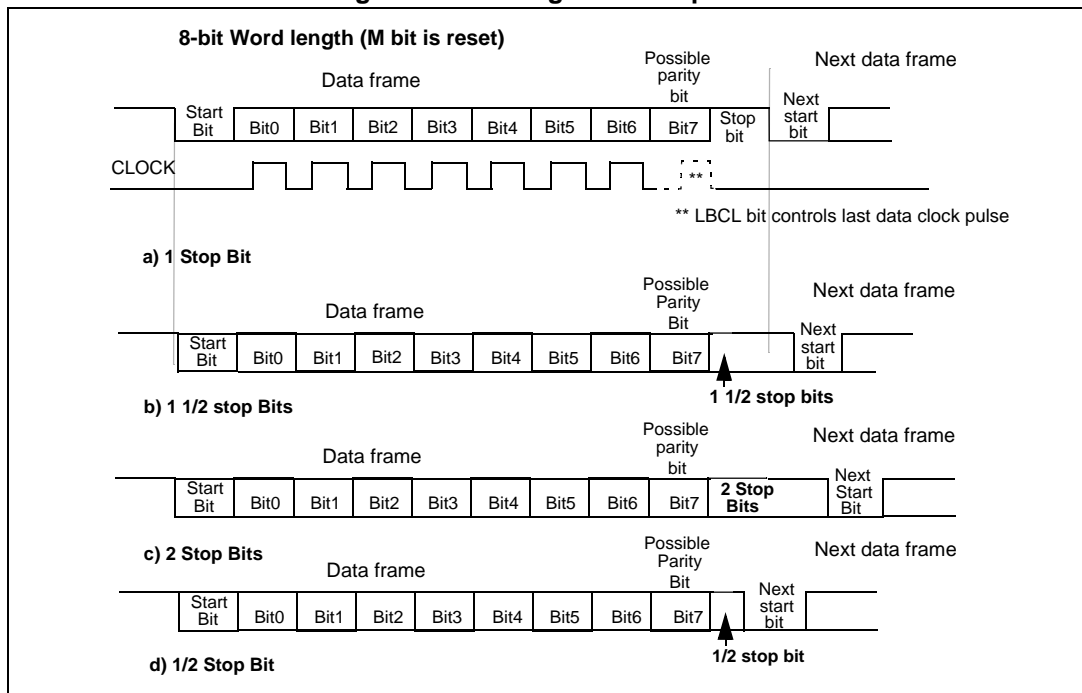 8-bit Word length (M bit is reset)
Possible parity bit
Next data frame
Data frame
Start Bit
Bit0 Bit1 Bit2 Bit3 Bit4 Bit5 Bit6 Bit7
Stop bit
Next start bit
CLOCK
**
** LBCL bit controls last data clock pulse
a) 1 Stop Bit
Possible Parity Bit
Next data frame
Data frame
Start Bit
Bit0 Bit1 Bit2 Bit3 Bit4 Bit5 Bit6 Bit7
Next start bit
1 1/2 stop bits
b) 1 1/2 stop Bits
Possible parity bit
Next data frame
Data frame
Start Bit
Bit0 Bit1 Bit2 Bit3 Bit4 Bit5 Bit6 Bit7
2 Stop Bits
Next Start Bit
c) 2 Stop Bits
Possible Parity Bit
Next data frame
Data frame
Start Bit
Bit0 Bit1 Bit2 Bit3 Bit4 Bit5 Bit6 Bit7
Next start bit
1/2 stop bit
d) 1/2 Stop Bit